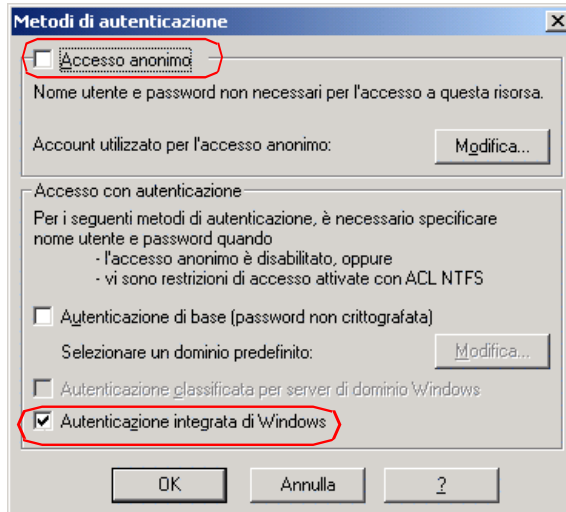 Metodi di autenticazione
Accesso anonimo
Nome utente e password non necessari per l'accesso a questa risorsa.
Account utilizzato per l'accesso anonimo:
Modifica...
Accesso con autenticazione
Per i seguenti metodi di autenticazione, è necessario specificare
nome utente e password quando
- l'accesso anonimo è disabilitato, oppure
- vi sono restrizioni di accesso attivate con ACL NTFS
Autenticazione di base (password non crittografata)
Selezionare un dominio predefinito:
Modifica...
Autenticazione classificata per server di dominio Windows
Autenticazione integrata di Windows
OK
Annulla
?